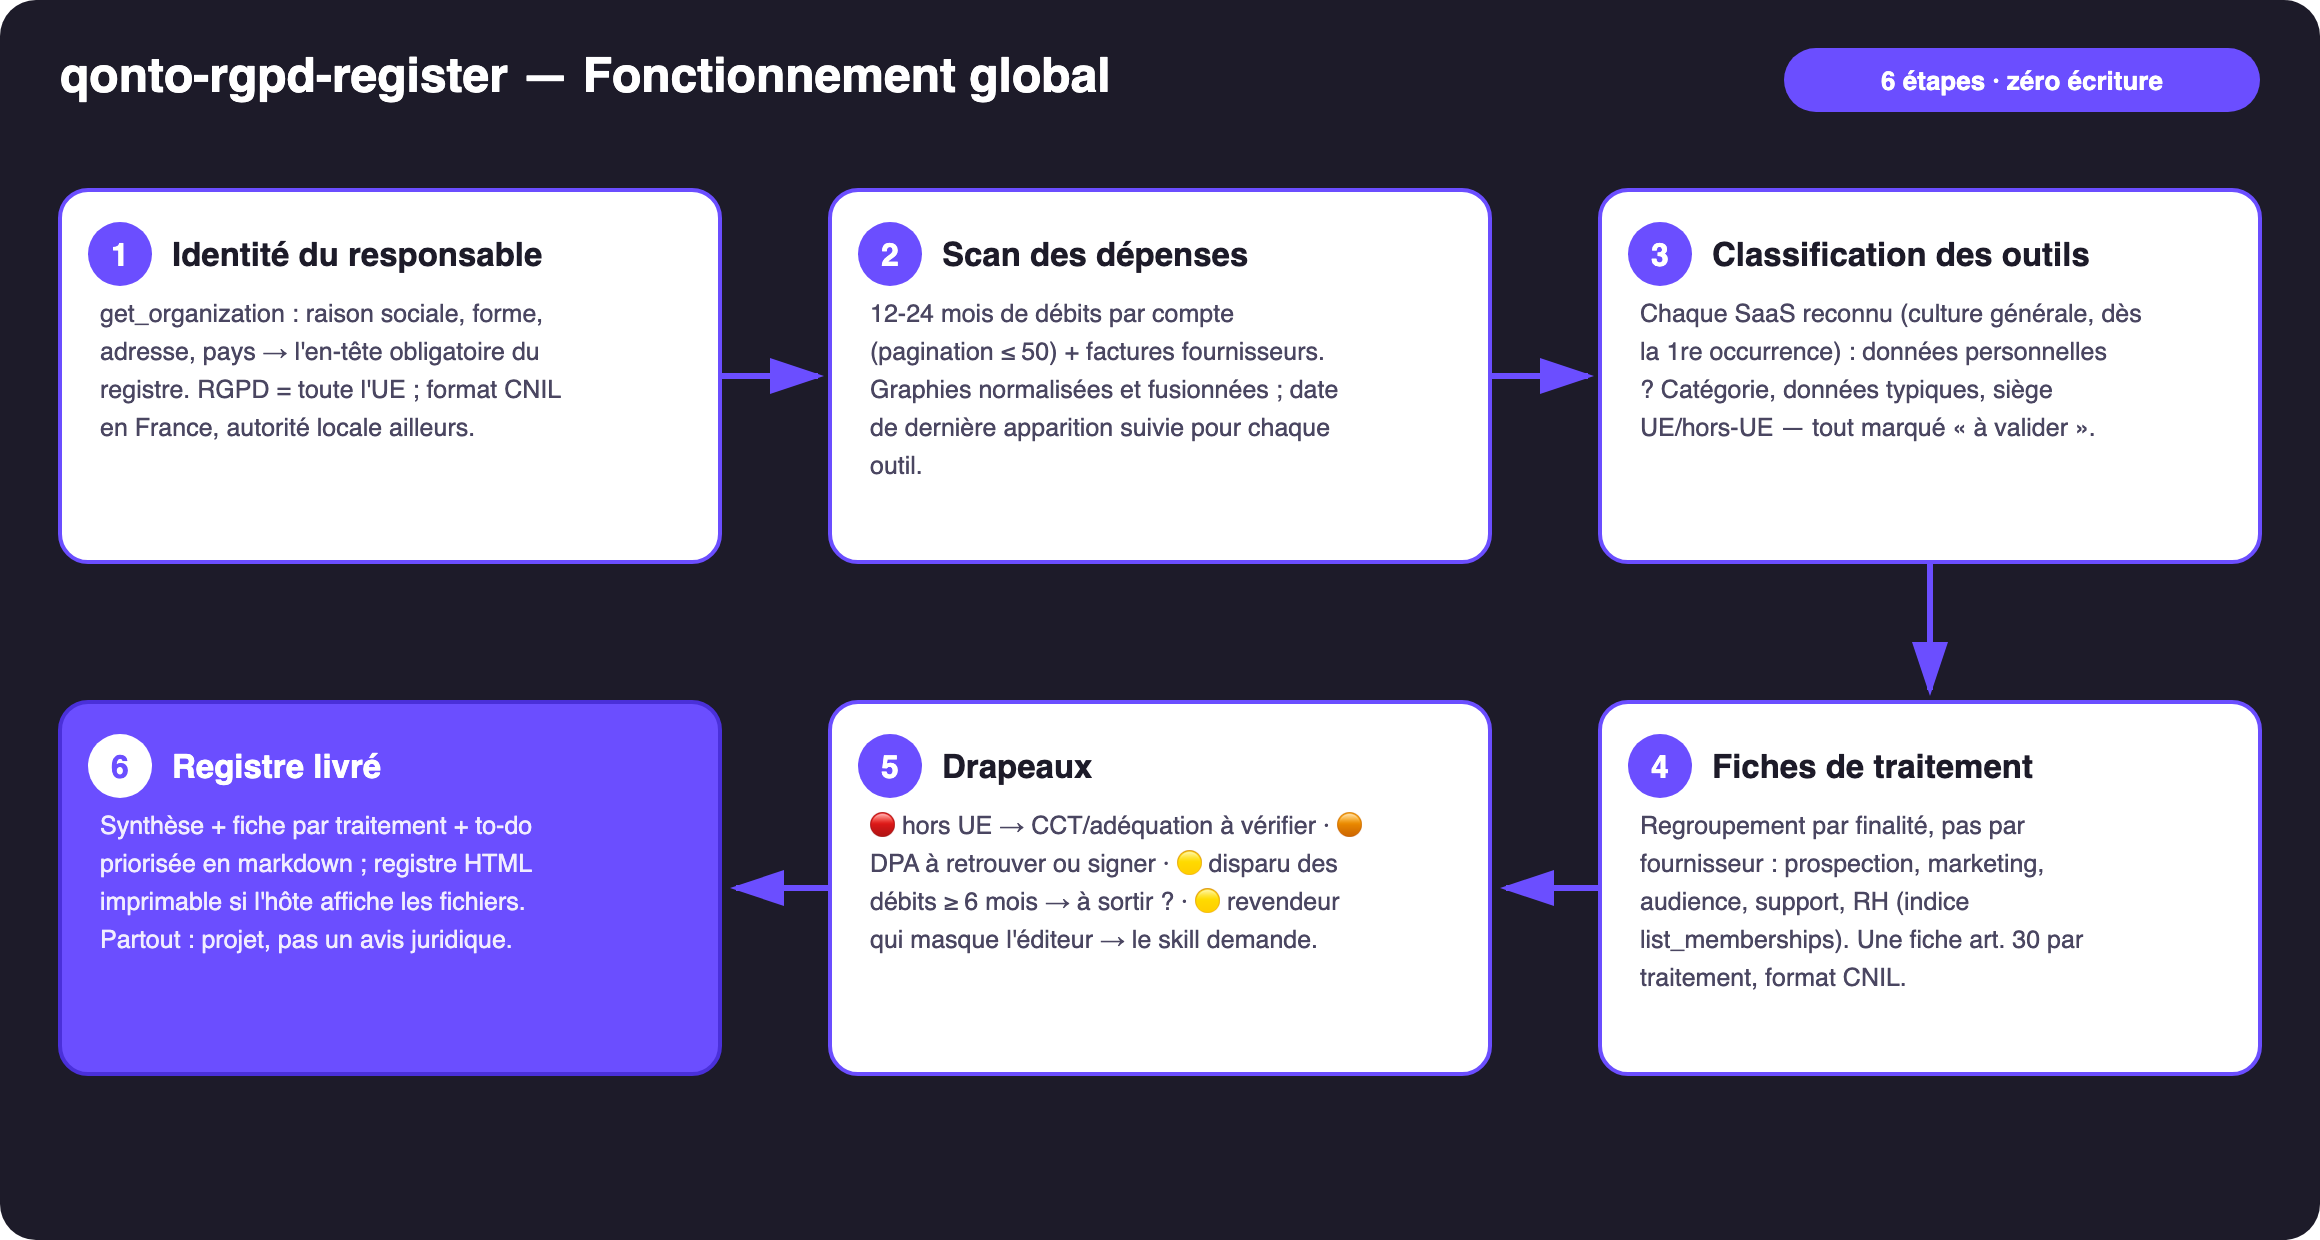 qonto-rgpd-register — Fonctionnement global
6 étapes · zéro écriture
1 Identité du responsable
get_organization : raison sociale, forme,
adresse, pays → l'en-tête obligatoire du
registre. RGPD = toute l'UE ; format CNIL
en France, autorité locale ailleurs.
2 Scan des dépenses
12-24 mois de débits par compte
(pagination ≤ 50) + factures fournisseurs.
Graphies normalisées et fusionnées ; date
de dernière apparition suivie pour chaque
outil.
3 Classification des outils
Chaque SaaS reconnu (culture générale, dès
la 1re occurrence) : données personnelles
? Catégorie, données typiques, siège
UE/hors-UE — tout marqué « à valider ».
4 Fiches de traitement
Regroupement par finalité, pas par
fournisseur : prospection, marketing,
audience, support, RH (indice
list_memberships). Une fiche art. 30 par
traitement, format CNIL.
5 Drapeaux
🔴 hors UE → CCT/adéquation à vérifier · 🟠
DPA à retrouver ou signer · 🟡 disparu des
débits ≥ 6 mois → à sortir ? · 🟡 revendeur
qui masque l'éditeur → le skill demande.
6 Registre livré
Synthèse + fiche par traitement + to-do
priorisée en markdown ; registre HTML
imprimable si l'hôte affiche les fichiers.
Partout : projet, pas un avis juridique.